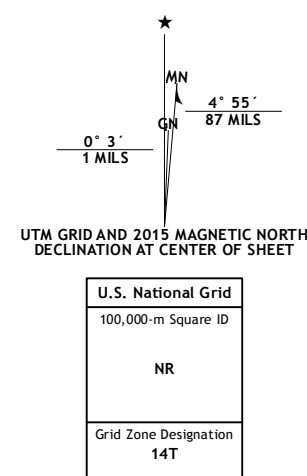 ★
MN
4° 55´
87 MILS
GN
0° 3´
1 MILS
UTM GRID AND 2015 MAGNETIC NORTH
DECLINATION AT CENTER OF SHEET
U.S. National Grid
100,000-m Square ID
NR
Grid Zone Designation
14T